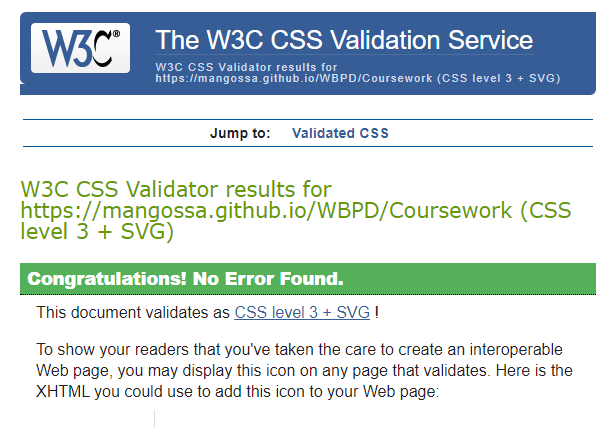 W3C®
The W3C CSS Validation Service
W3C CSS Validator results for
https://mangossa.github.io/WBPD/Coursework (CSS level 3 + SVG)
Jump to: Validated CSS
W3C CSS Validator results for
https://mangossa.github.io/WBPD/Coursework (CSS
level 3 + SVG)
Congratulations! No Error Found.
This document validates as CSS level 3 + SVG !
To show your readers that you've taken the care to create an interoperable
Web page, you may display this icon on any page that validates. Here is the
XHTML you could use to add this icon to your Web page: